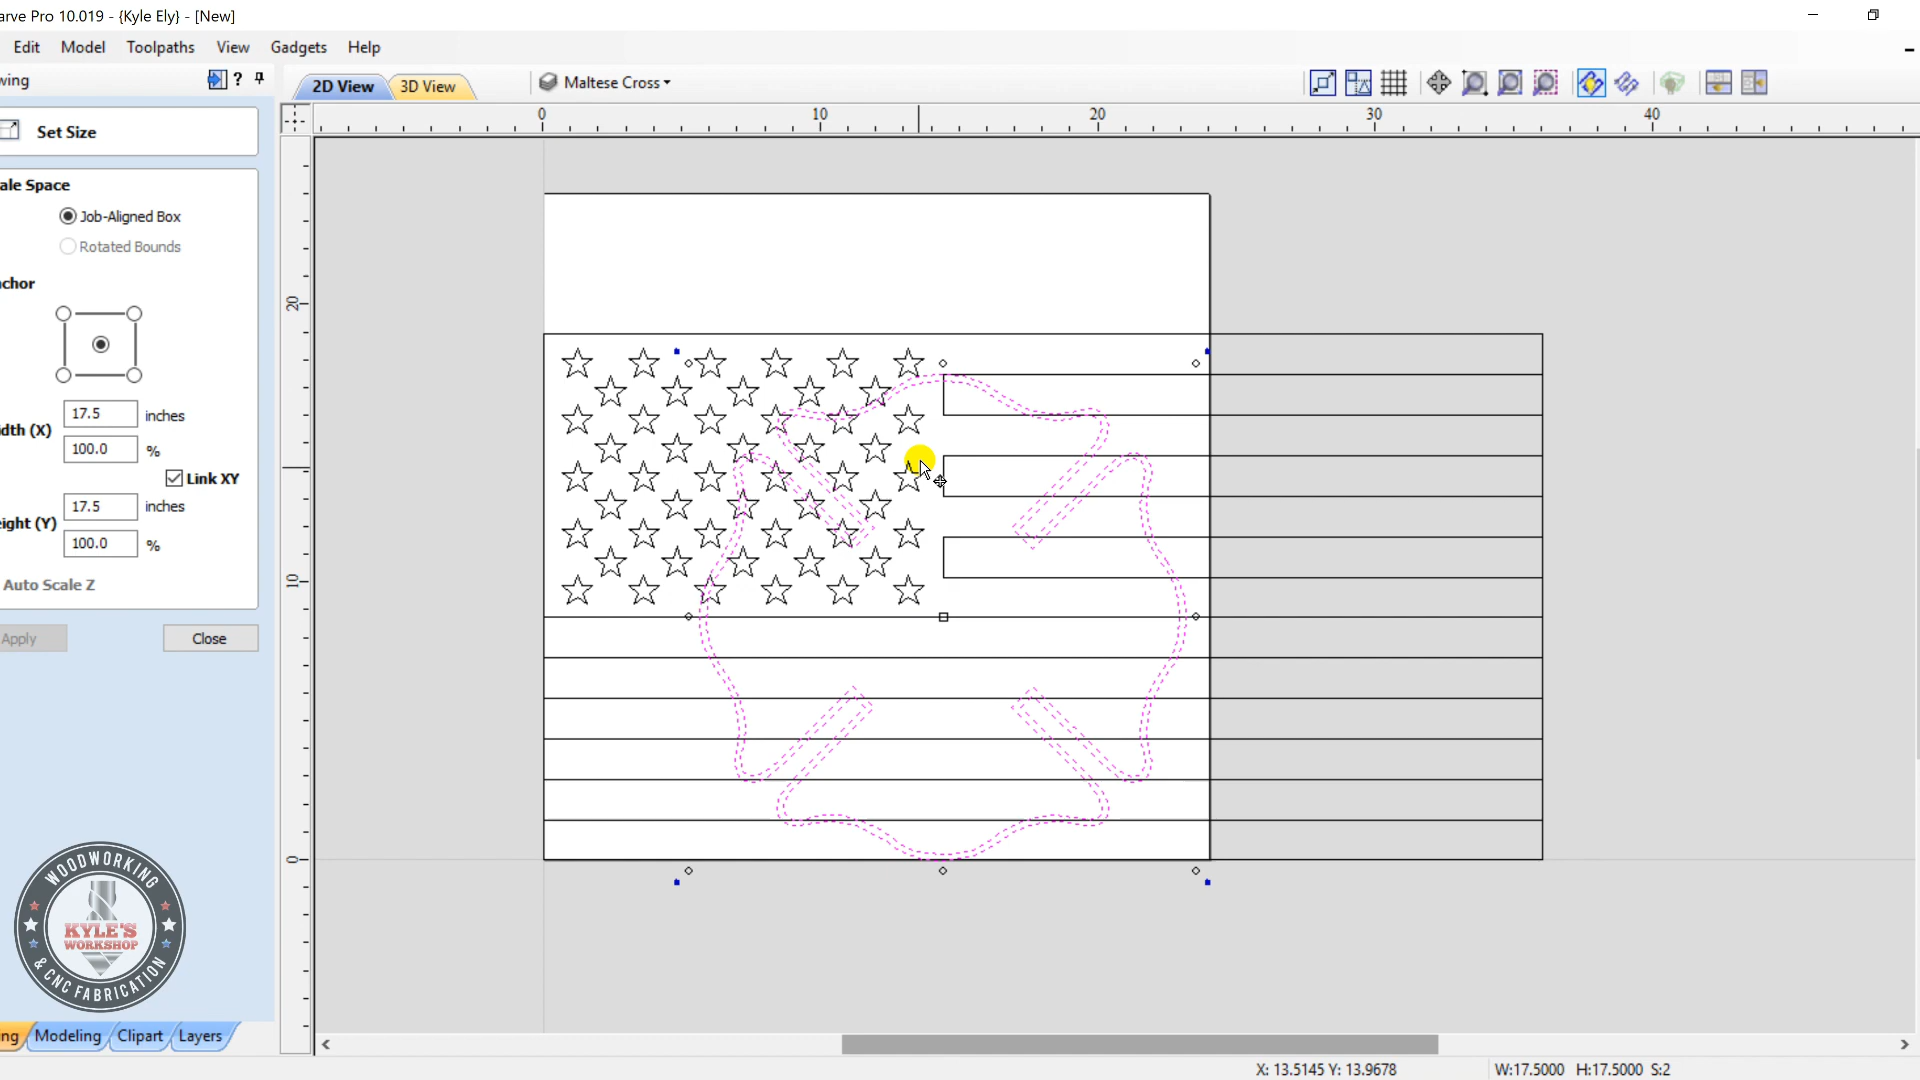 arve Pro 10.019 - {Kyle Ely} - [New]
Edit Model Toolpaths View Gadgets Help
wing ?
2D View 3D View Maltese Cross
0 10 20 30 40
Set Size
ale Space
Job-Aligned Box
Rotated Bounds
chor
17.5 inches
idth (X)
100.0 %
Link XY
17.5 inches
eight (Y)
100.0 %
Auto Scale Z
Apply Close
20
10
0
WOODWORKING
KYLE'S
WORKSHOP
& CNC FABRICATION
ing Modeling Clipart Layers
X: 13.5145 Y: 13.9678 W:17.5000 H:17.5000 S:2